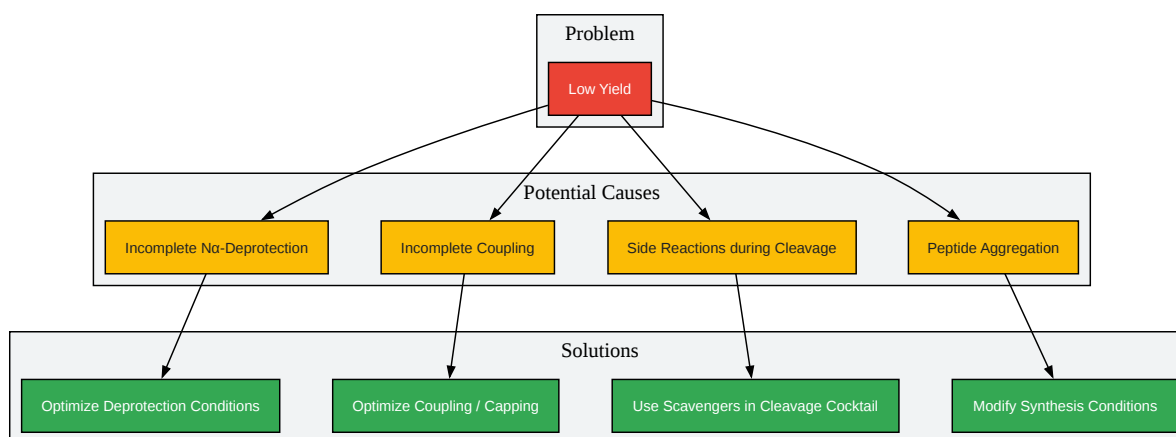 Problem
Low Yield
Potential Causes
Incomplete Nα-Deprotection
Incomplete Coupling
Side Reactions during Cleavage
Peptide Aggregation
Solutions
Optimize Deprotection Conditions
Optimize Coupling / Capping
Use Scavengers in Cleavage Cocktail
Modify Synthesis Conditions